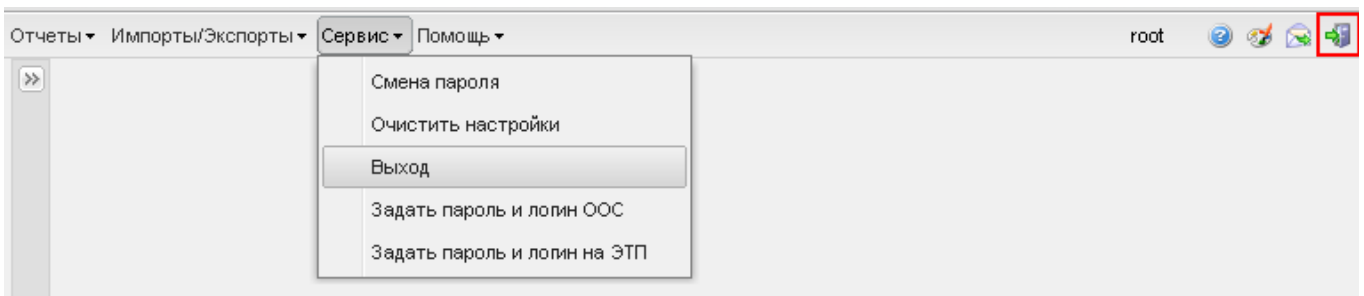 Отчеты Импорты/Экспорты Сервис Помощь root
Смена пароля
Очистить настройки
Выход
Задать пароль и логин ООС
Задать пароль и логин на ЭТП